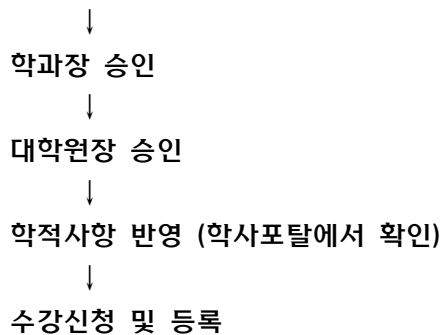 ↓
학과장 승인
↓
대학원장 승인
↓
학적사항 반영 (학사포탈에서 확인)
↓
수강신청 및 등록